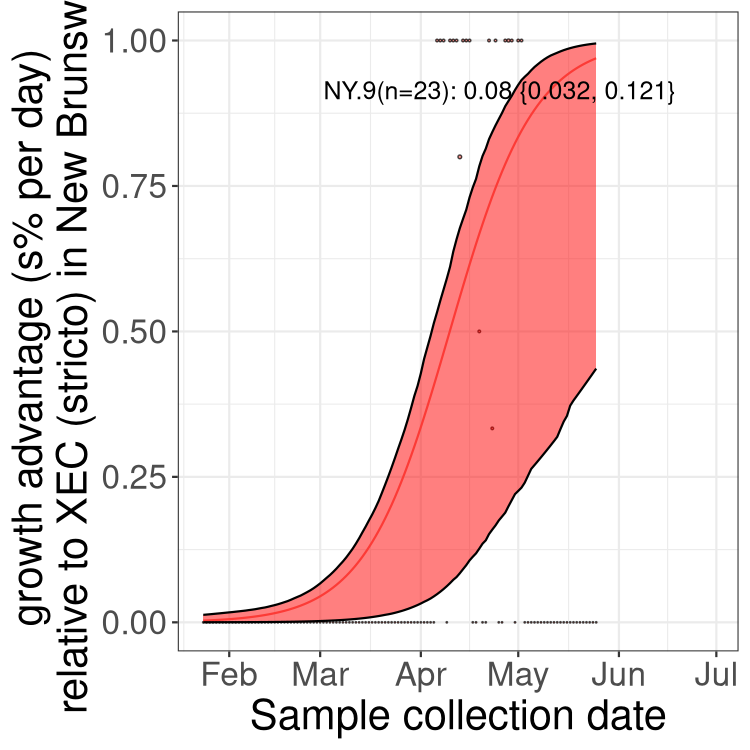 growth advantage (s% per day)
relative to XEC (stricto) in New Brunsw
1.00
0.75
0.50
0.25
0.00
NY.9(n=23): 0.08 {0.032, 0.121}
Feb Mar Apr May Jun Jul
Sample collection date